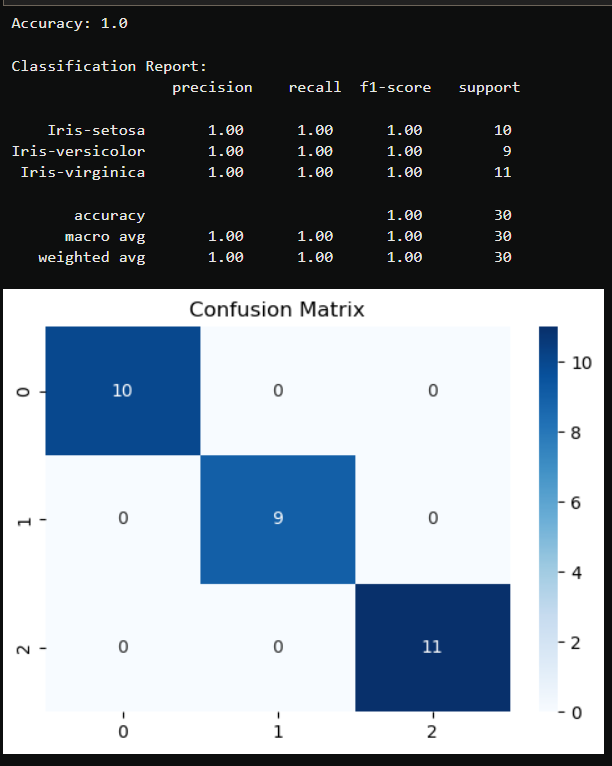 Accuracy: 1.0
Classification Report:
precision recall f1-score support
Iris-setosa 1.00 1.00 1.00 10
Iris-versicolor 1.00 1.00 1.00 9
Iris-virginica 1.00 1.00 1.00 11
accuracy 1.00 30
macro avg 1.00 1.00 1.00 30
weighted avg 1.00 1.00 1.00 30
Confusion Matrix
0 10 0 0
1 0 9 0
2 0 0 11
0 1 2
10
8
6
4
2
0